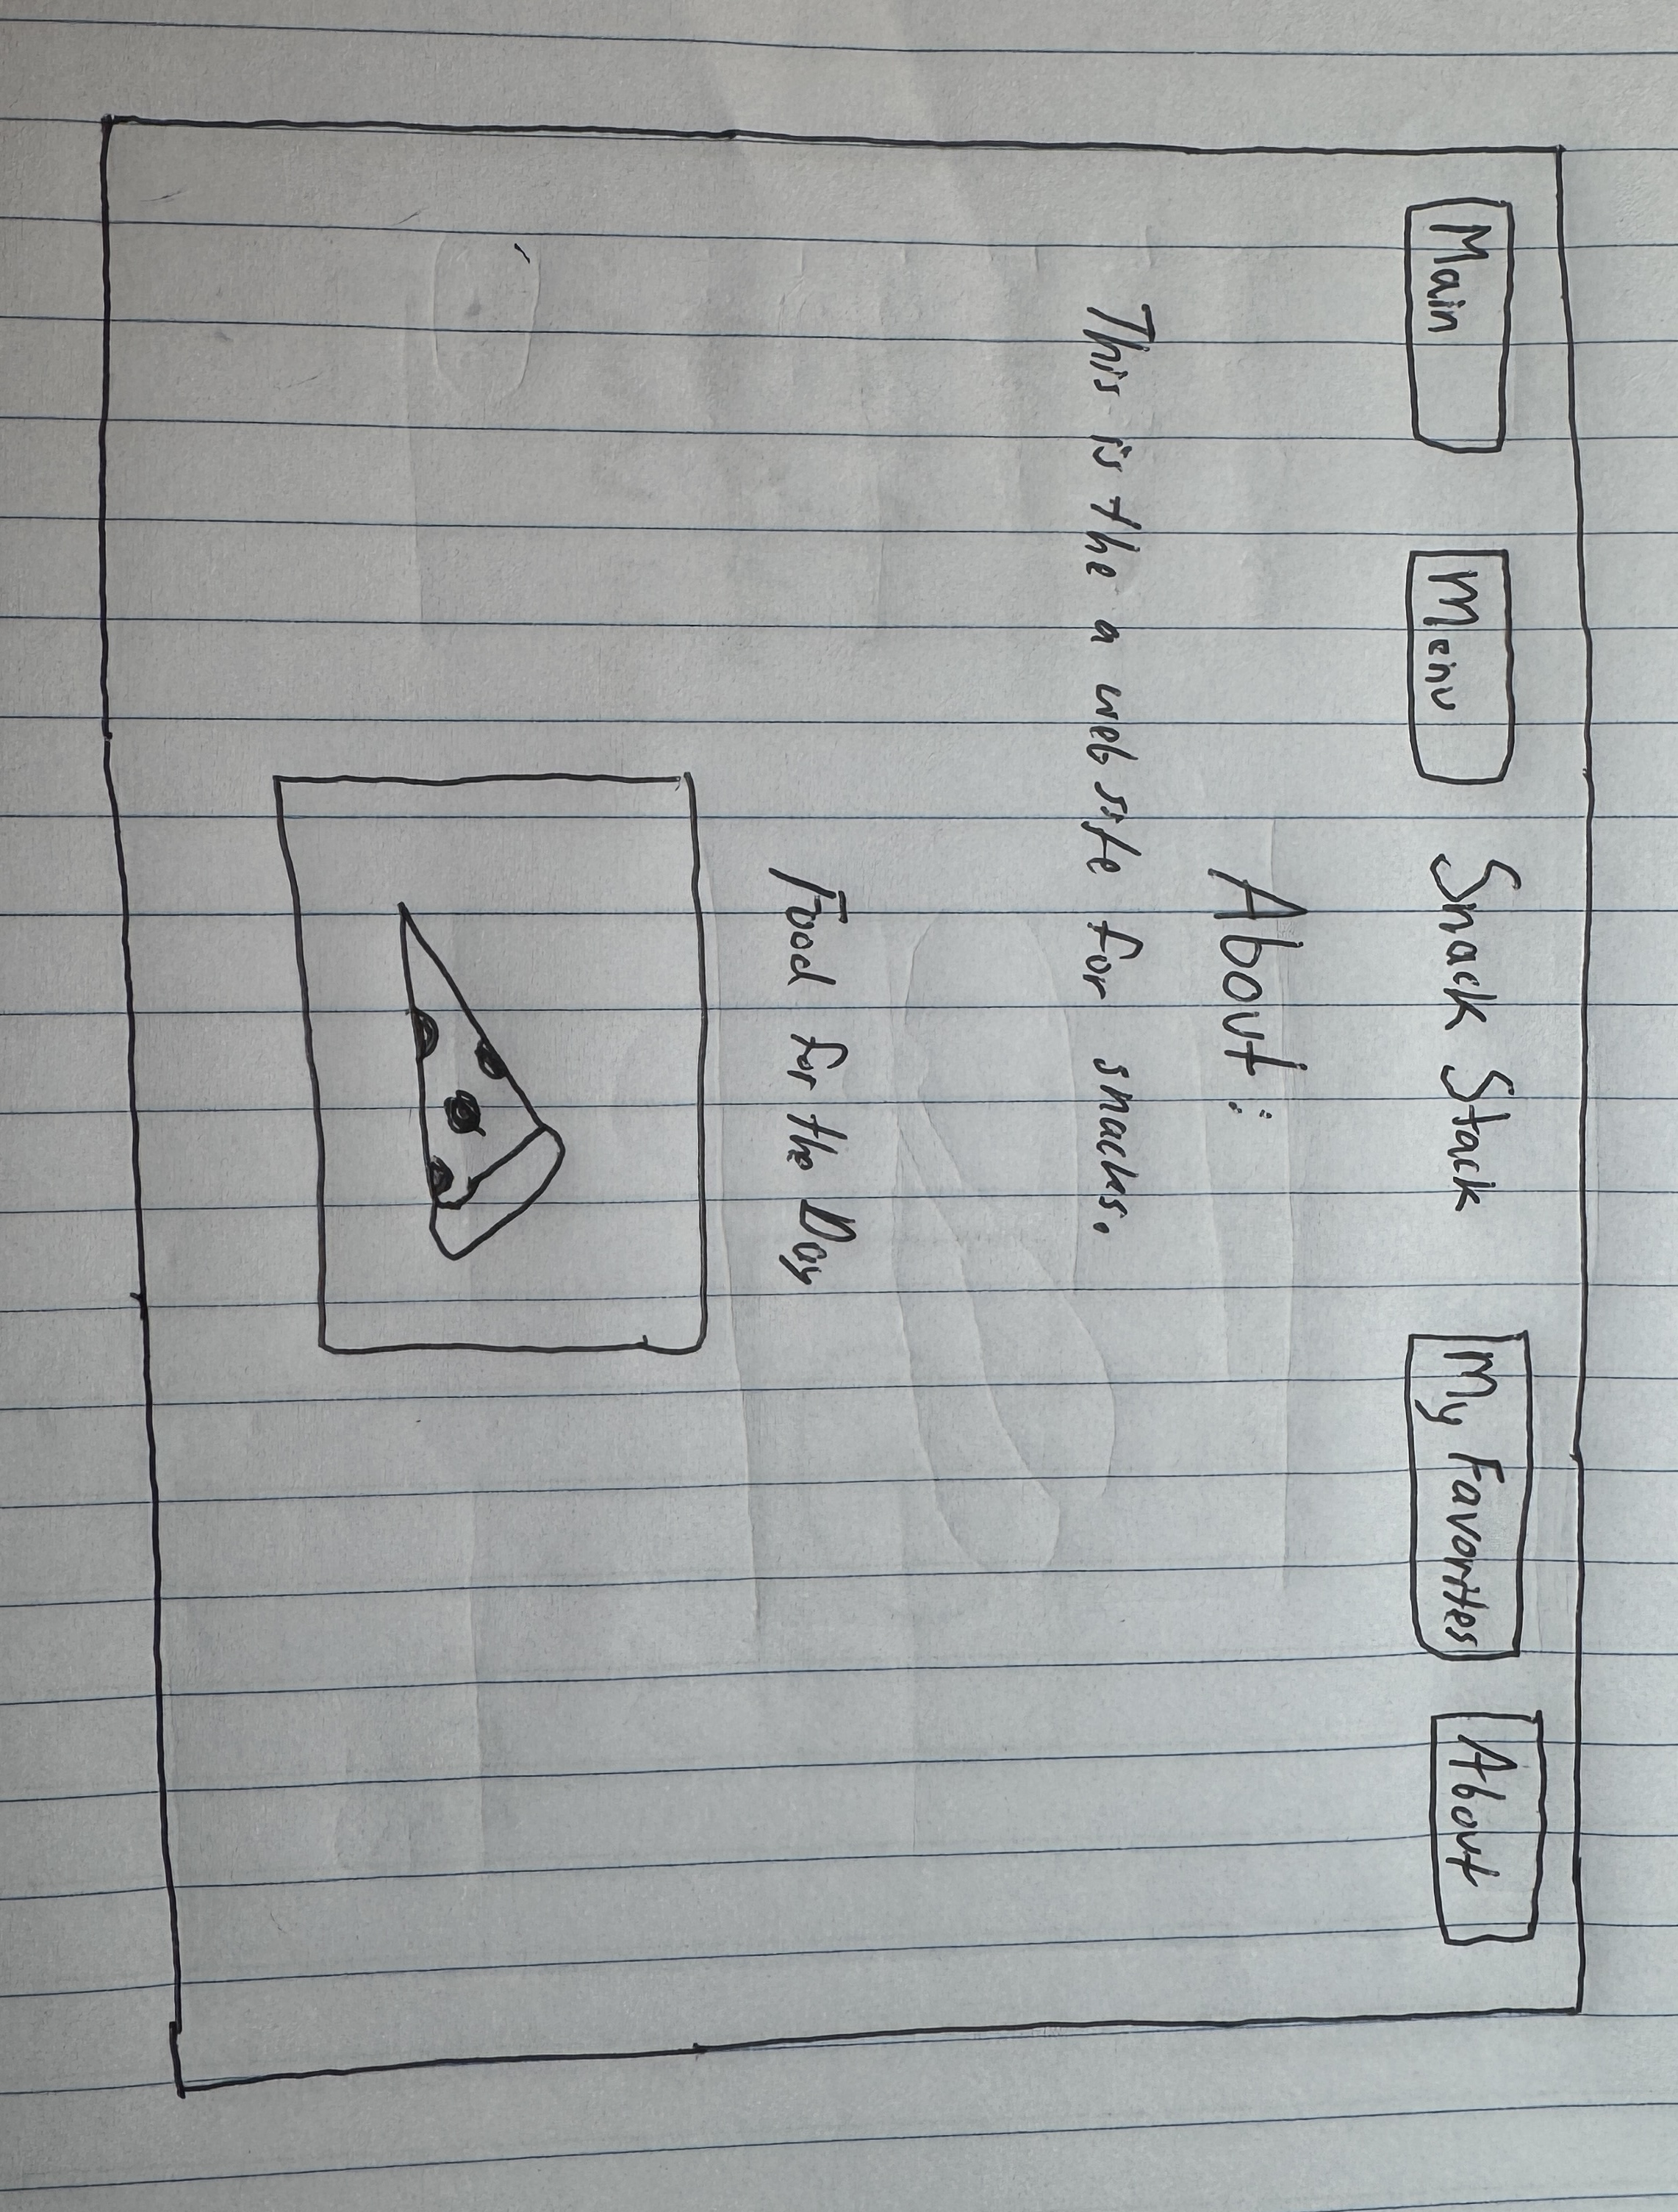 Main
Menu
Snack Stack
My Favorites
About
About:
This is the a website for snacks.
Food for the Day